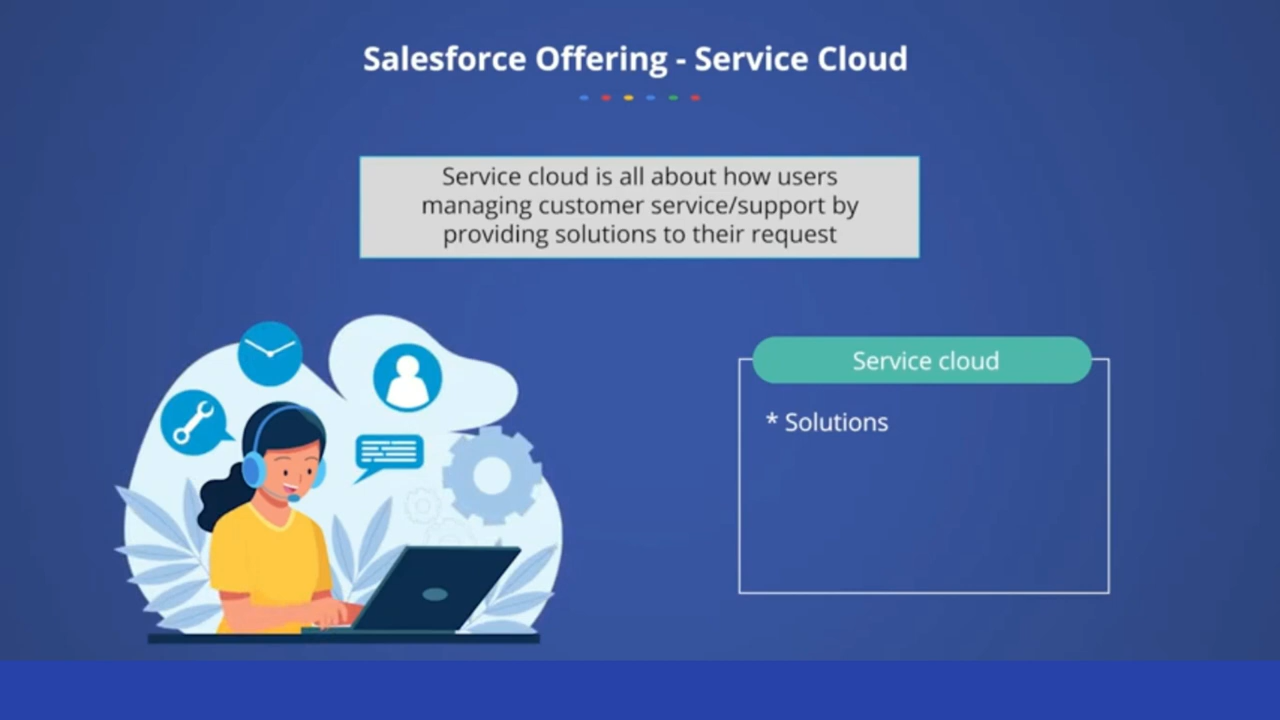 Salesforce Offering - Service Cloud
Service cloud is all about how users
managing customer service/support by
providing solutions to their request
Service cloud
* Solutions